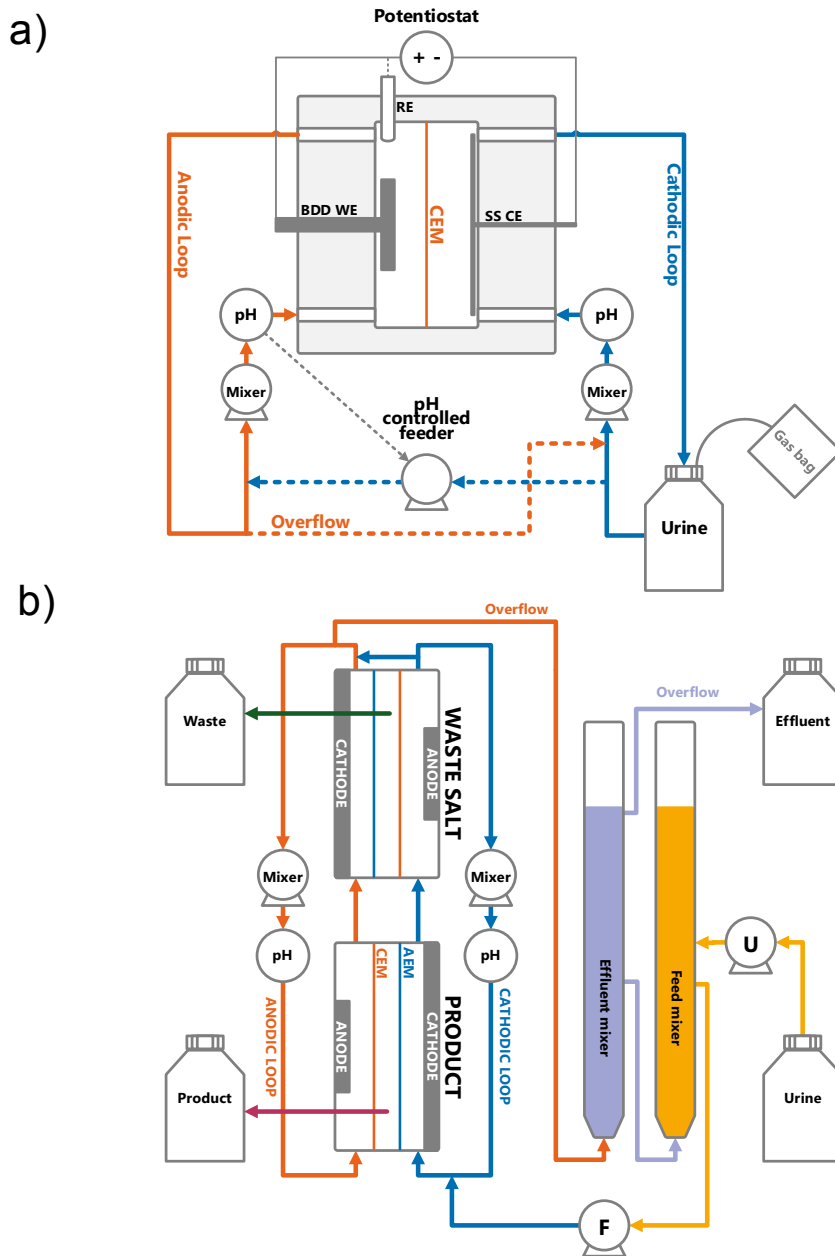 a)
Potentiostat
+ -
RE
Anodic Loop
BDD WE
CEM
SS CE
Cathodic Loop
pH
pH
Mixer
Mixer
pH
controlled
feeder
Gas bag
Overflow
Urine
b)
Overflow
Overflow
Waste
CATHODE
ANODE
WASTE SALT
Effluent
Mixer
Mixer
pH
pH
ANODIC LOOP
CEM
AEM
ANODE
CATHODE
PRODUCT
CATHODIC LOOP
Effluent mixer
Feed mixer
U
Product
Urine
F